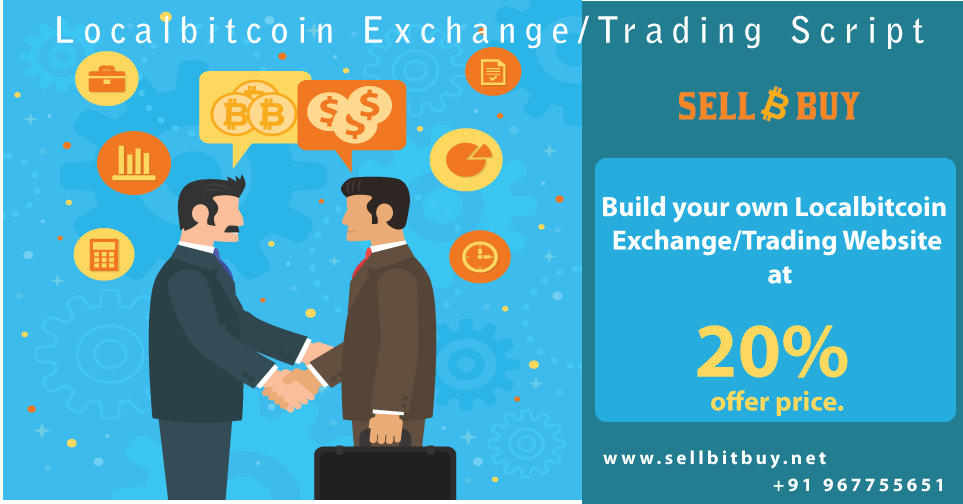 Localbitcoin Exchange/Trading Script
SELL ₿ BUY
Build your own Localbitcoin
Exchange/Trading Website
at
20%
offer price.
www.sellbitbuy.net
+91 967755651